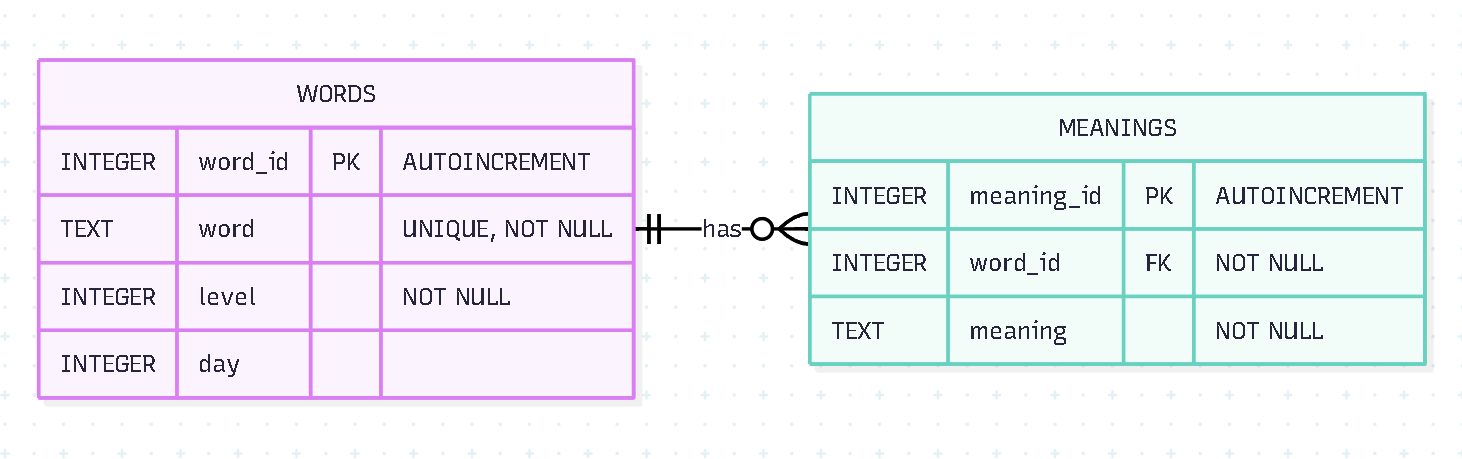 WORDS
INTEGER word_id PK AUTOINCREMENT
TEXT word UNIQUE, NOT NULL
INTEGER level NOT NULL
INTEGER day
has
MEANINGS
INTEGER meaning_id PK AUTOINCREMENT
INTEGER word_id FK NOT NULL
TEXT meaning NOT NULL